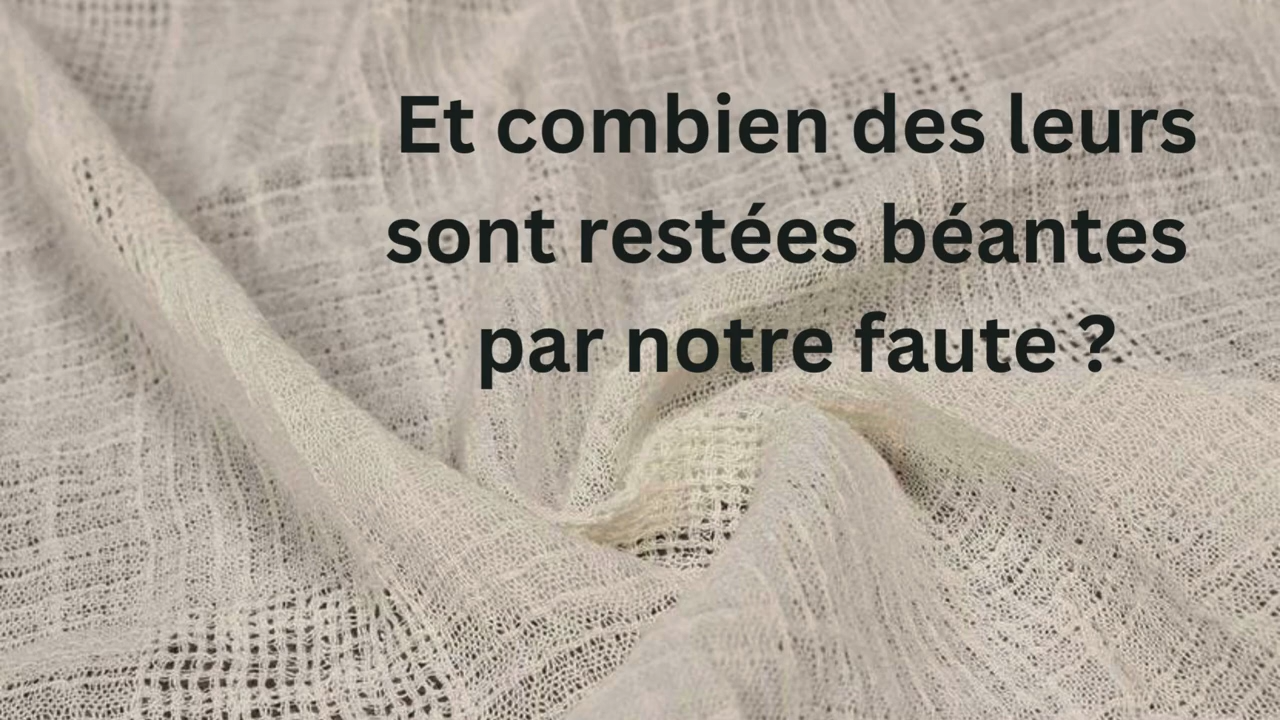 Et combien des leurs
sont restées béantes
par notre faute ?